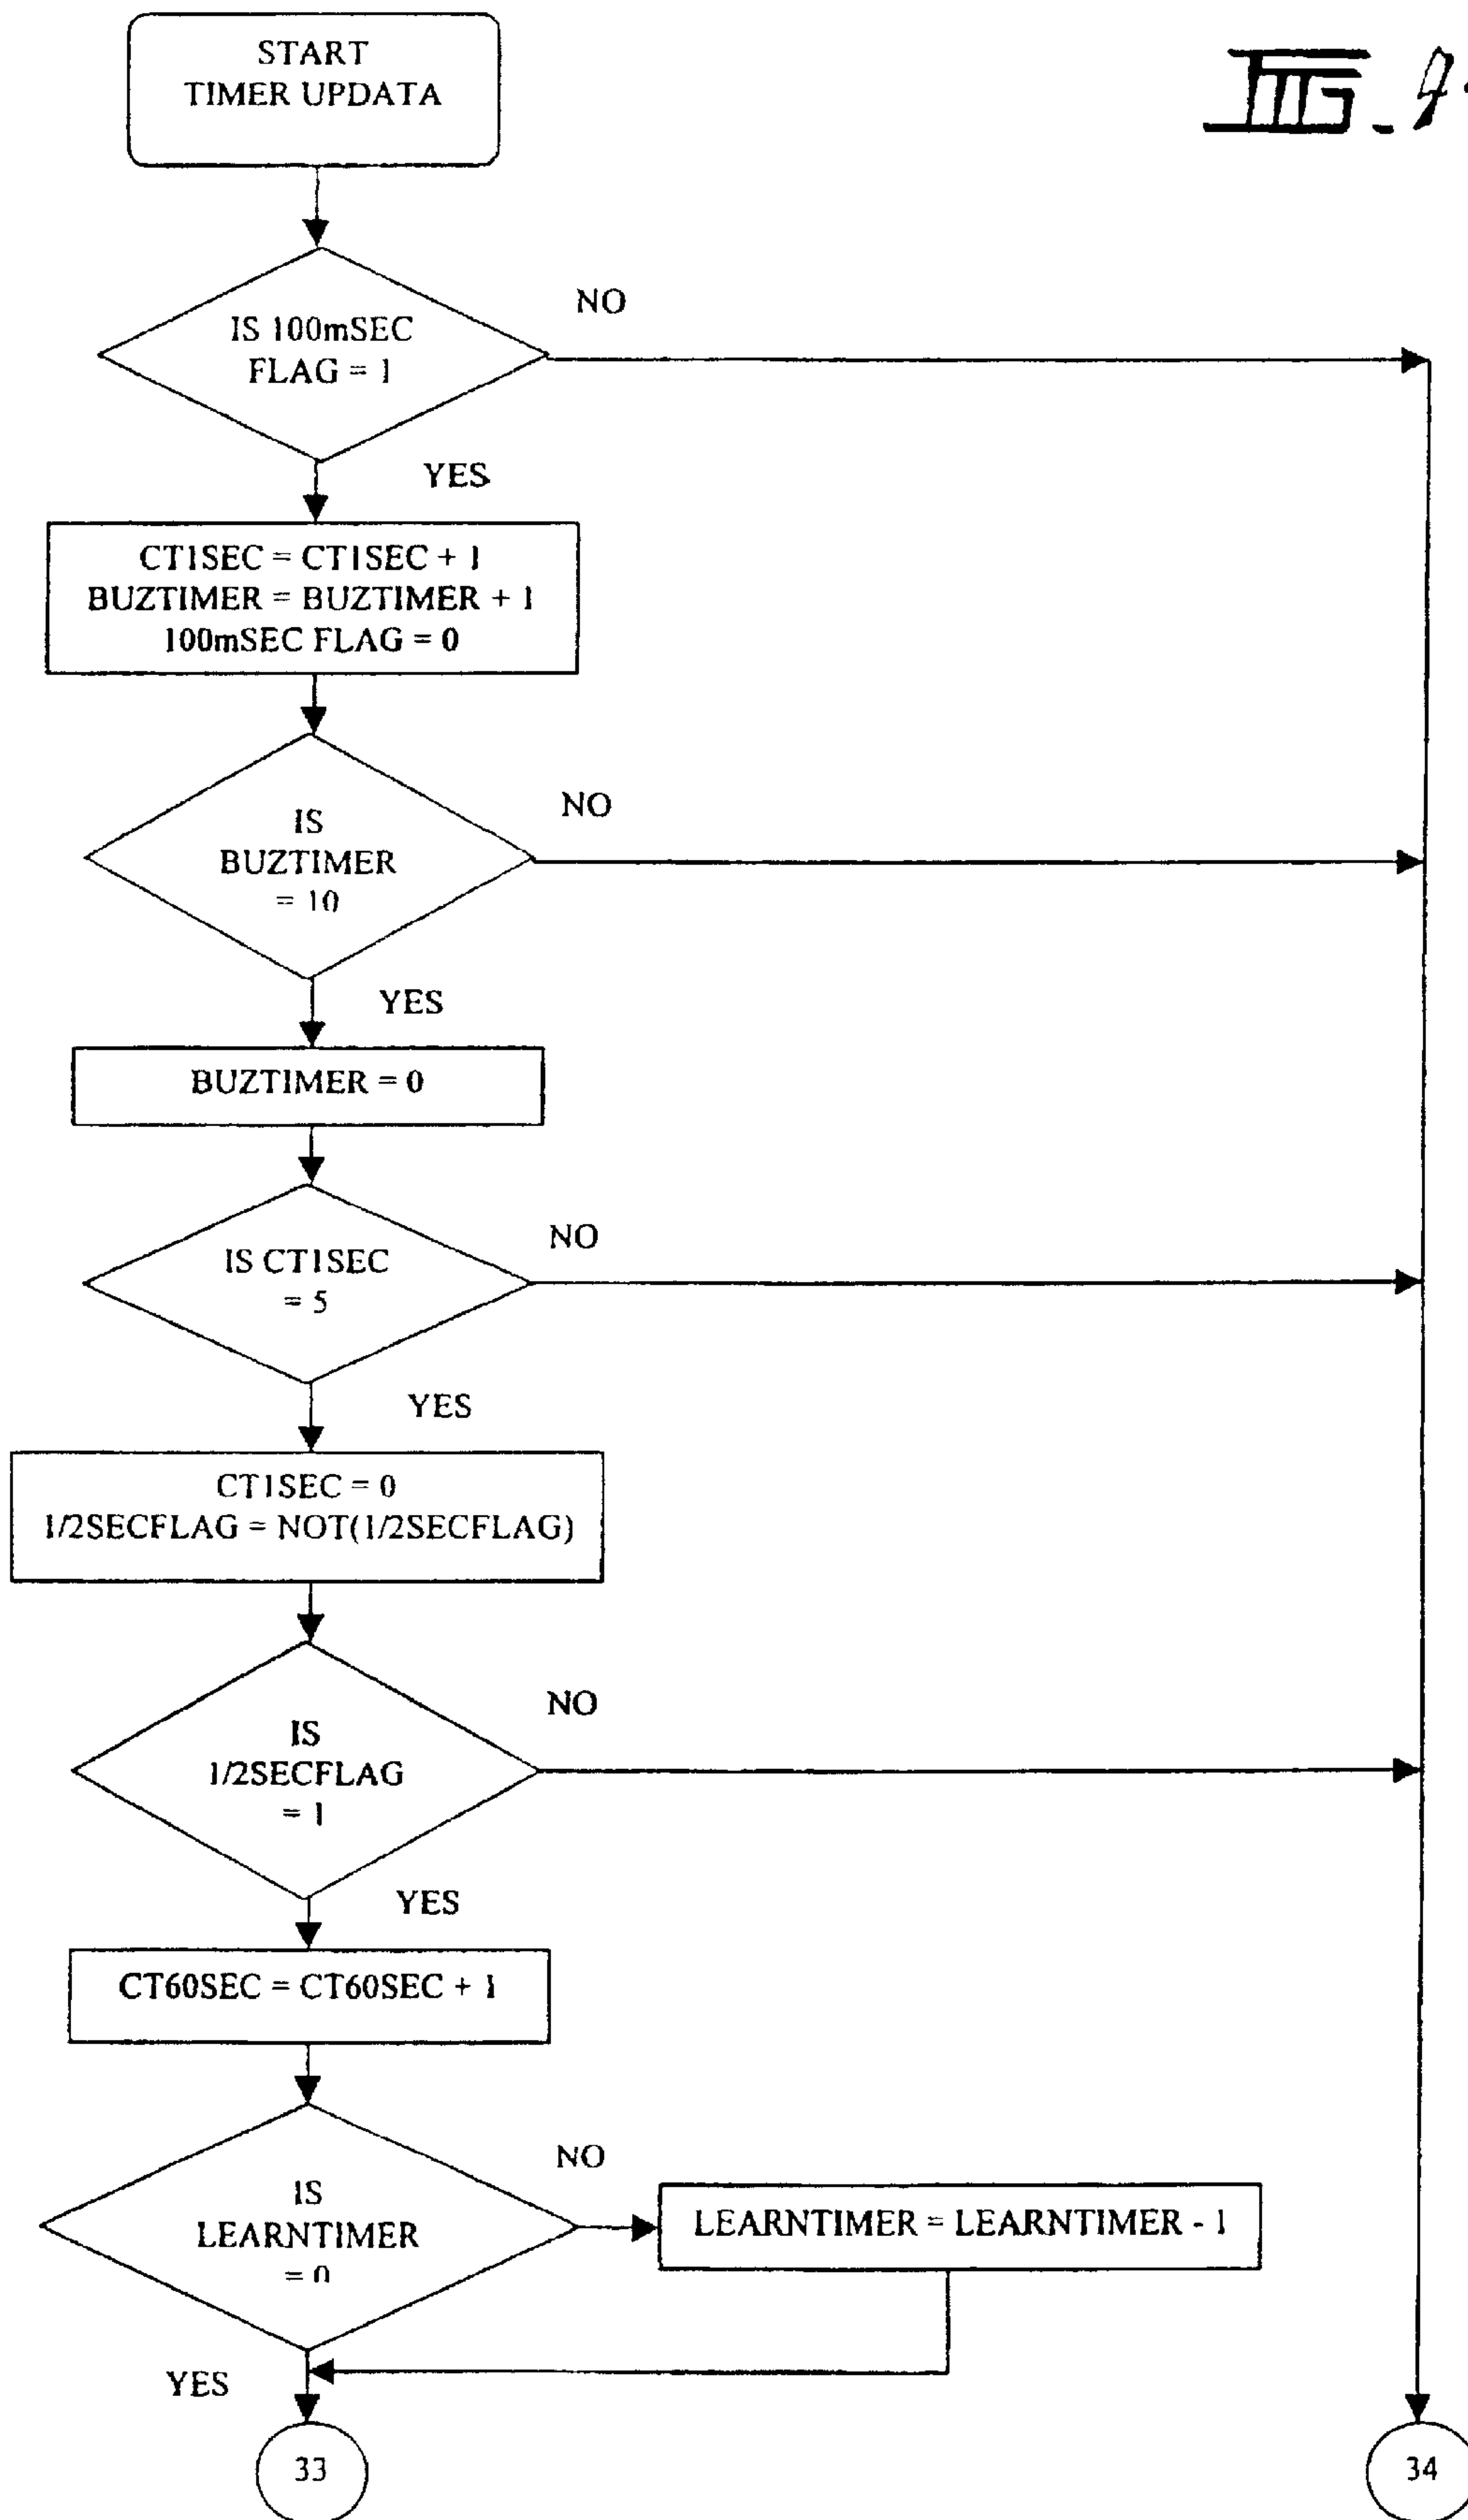 START
TIMER UPDATA
FIG.
IS 100mSEC
FLAG = 1
NO
YES
CT1SEC = CT1SEC + 1
BUZTIMER = BUZTIMER + 1
100mSEC FLAG = 0
IS
BUZTIMER
= 10
NO
YES
BUZTIMER = 0
IS CT1SEC
= 5
NO
YES
CT1SEC = 0
1/2SECFLAG = NOT(1/2SECFLAG)
IS
1/2SECFLAG
= 1
NO
YES
CT60SEC = CT60SEC + 1
IS
LEARNTIMER
= 0
NO
LEARNTIMER = LEARNTIMER - 1
YES
33
34